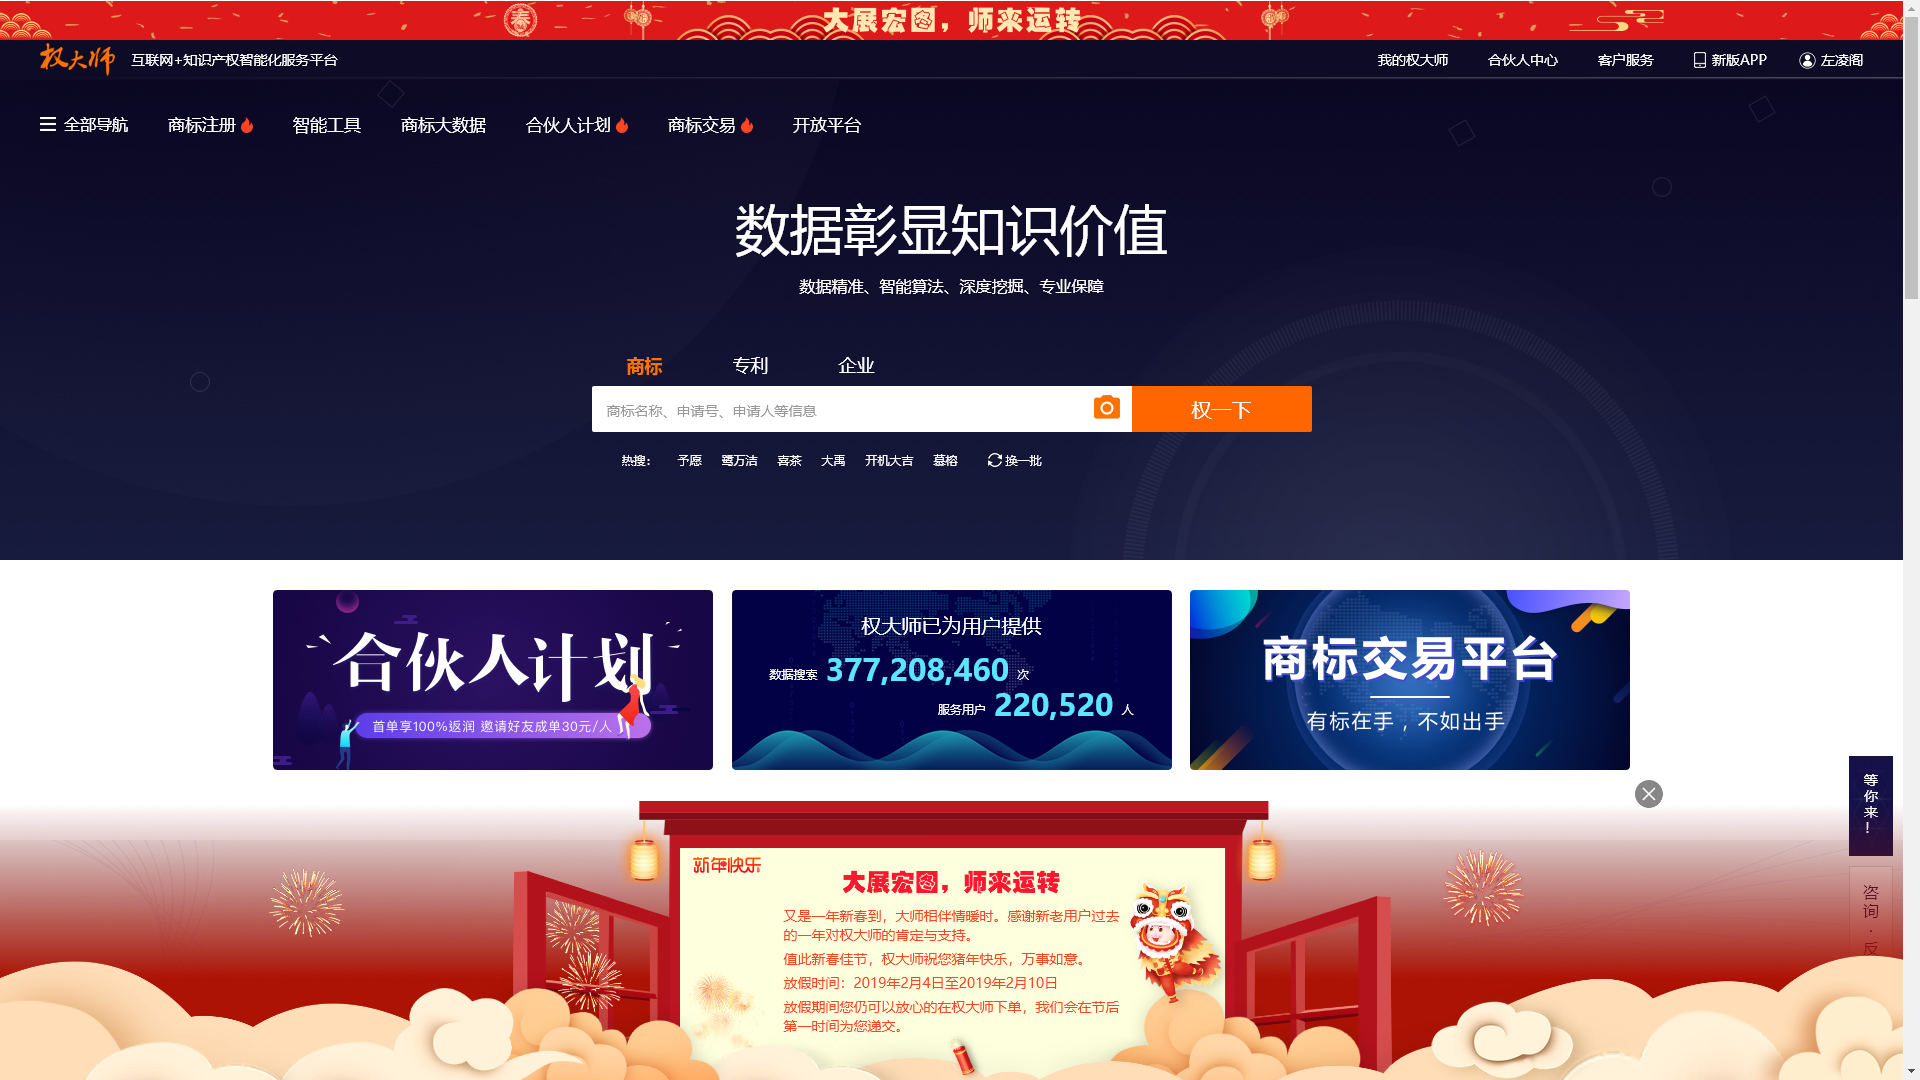 春
大展宏图，师来运转
权大师
互联网+知识产权智能化服务平台
我的权大师
合伙人中心
客户服务
新版APP
左凌阁
全部导航
商标注册
智能工具
商标大数据
合伙人计划
商标交易
开放平台
数据彰显知识价值
数据精准、智能算法、深度挖掘、专业保障
商标
专利
企业
商标名称、申请号、申请人等信息
权一下
热搜：
予愿
鹭万洁
喜茶
大禹
开机大吉
墓榕
换一批
合伙人计划
首单享100%返润 邀请好友成单30元/人
权大师已为用户提供
数据搜索 377,208,460 次
服务用户 220,520 人
商标交易平台
有标在手，不如出手
等你来！
咨询·反
新年快乐
大展宏图，师来运转
又是一年新春到，大师相伴情暖时。感谢新老用户过去
的一年对权大师的肯定与支持。
值此新春佳节，权大师祝您猪年快乐，万事如意。
放假时间：2019年2月4日至2019年2月10日
放假期间您仍可以放心的在权大师下单，我们会在节后
第一时间为您递交。